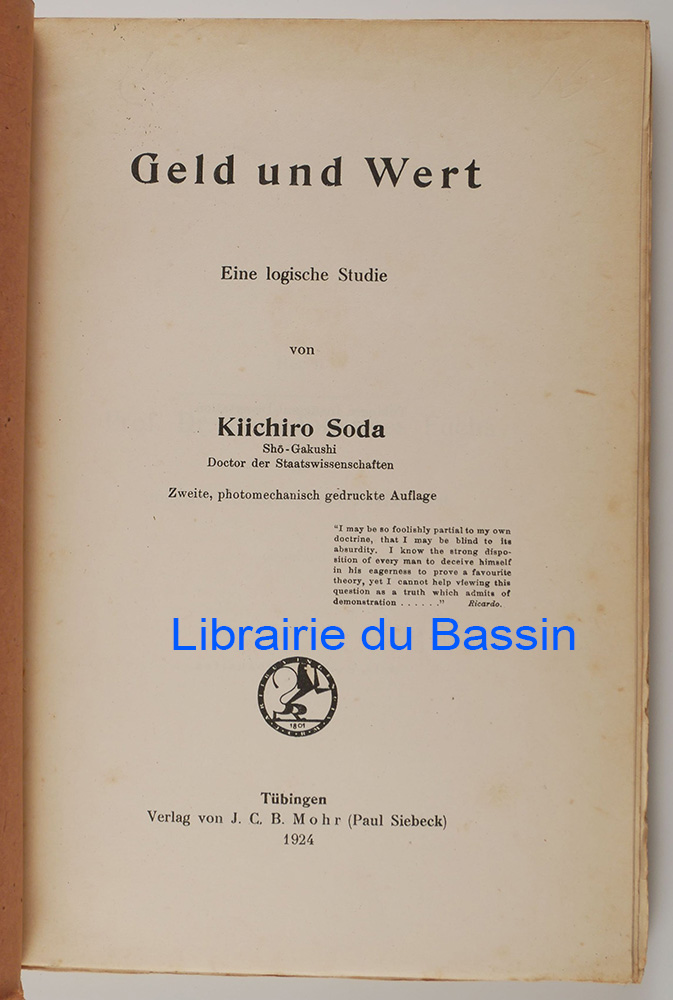 Geld und Wert
Eine logische Studie
von
Kiichiro Soda
Shō-Gakushi
Doctor der Staatswissenschaften
Zweite, photomechanisch gedruckte Auflage
"I may be so foolishly partial to my own
doctrine, that I may be blind to its
absurdity. I know the strong dispo-
sition of every man to deceive himself
in his eagerness to prove a favourite
theory, yet I cannot help viewing this
question as a truth which admits of
demonstration . . . . . ." Ricardo.
Librairie du Bassin
1801
Tübingen
Verlag von J. C. B. Mohr (Paul Siebeck)
1924